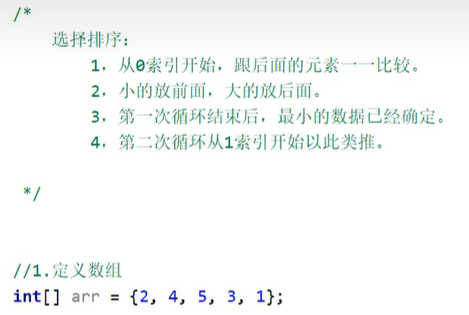 /*
选择排序：
1，从0索引开始，跟后面的元素一一比较。
2，小的放前面，大的放后面。
3，第一次循环结束后，最小的数据已经确定。
4，第二次循环从1索引开始以此类推。
*/
//1.定义数组
int[] arr = {2, 4, 5, 3, 1};